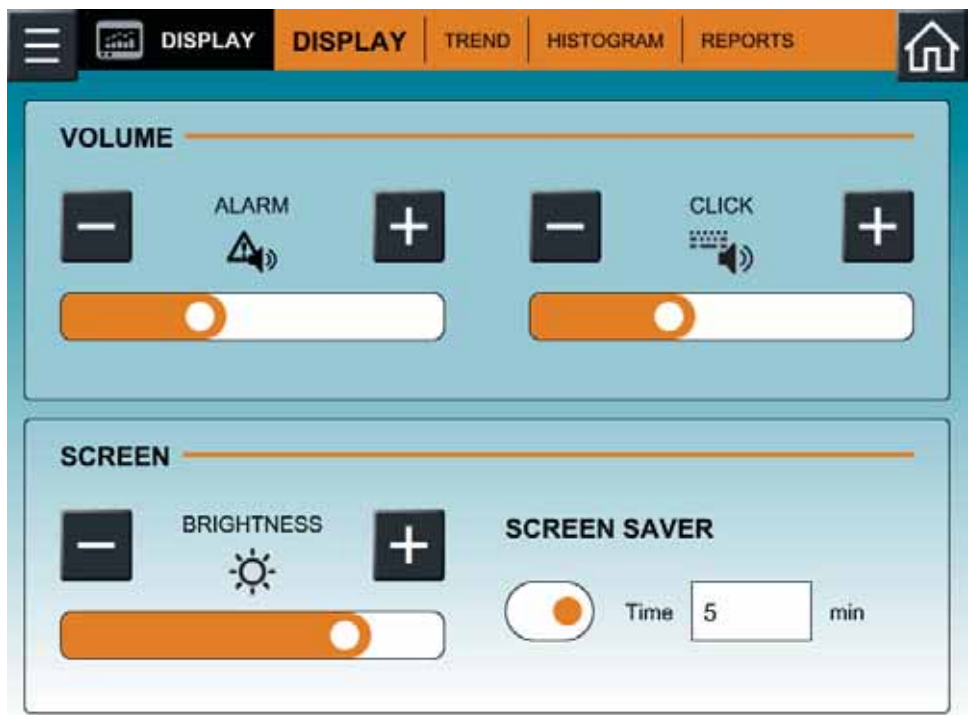 DISPLAY DISPLAY TREND HISTOGRAM REPORTS
VOLUME
ALARM CLICK
SCREEN
BRIGHTNESS
SCREEN SAVER
Time 5 min